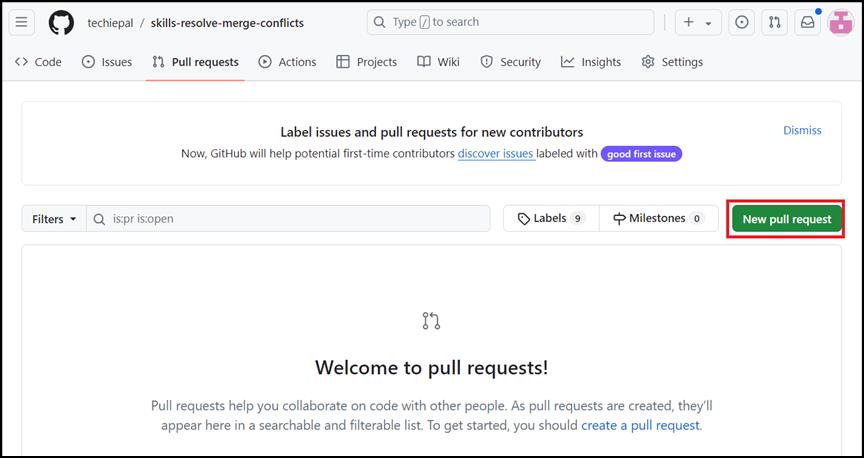 techiepal / skills-resolve-merge-conflicts Type / to search
Code Issues Pull requests Actions Projects Wiki Security Insights Settings
Label issues and pull requests for new contributors Dismiss
Now, GitHub will help potential first-time contributors discover issues labeled with good first issue
Filters is:pr is:open Labels 9 Milestones 0 New pull request
Welcome to pull requests!
Pull requests help you collaborate on code with other people. As pull requests are created, they'll
appear here in a searchable and filterable list. To get started, you should create a pull request.